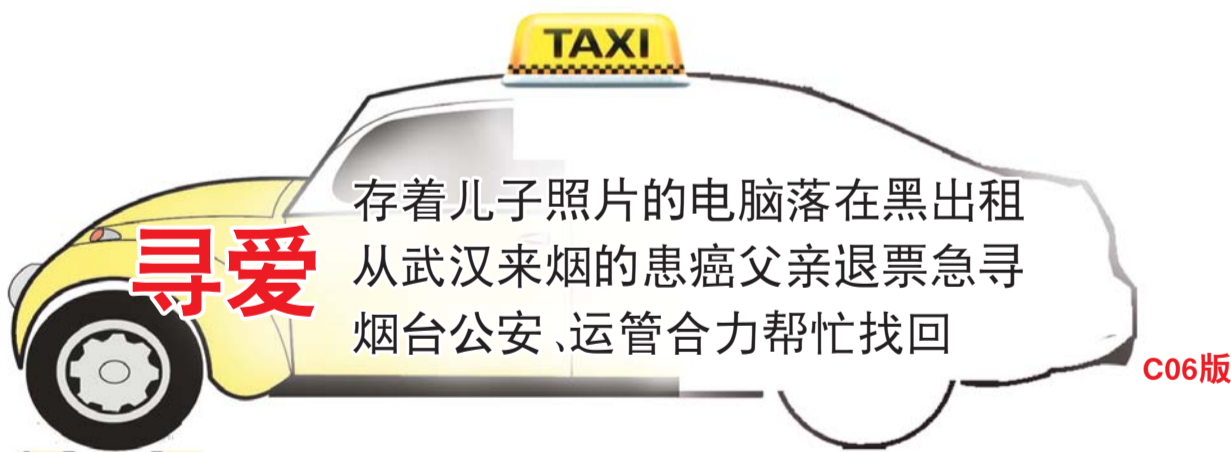 TAXI
寻爱
存着儿子照片的电脑落在黑出租
从武汉来烟的患癌父亲退票急寻
烟台公安、运管合力帮忙找回
C06版